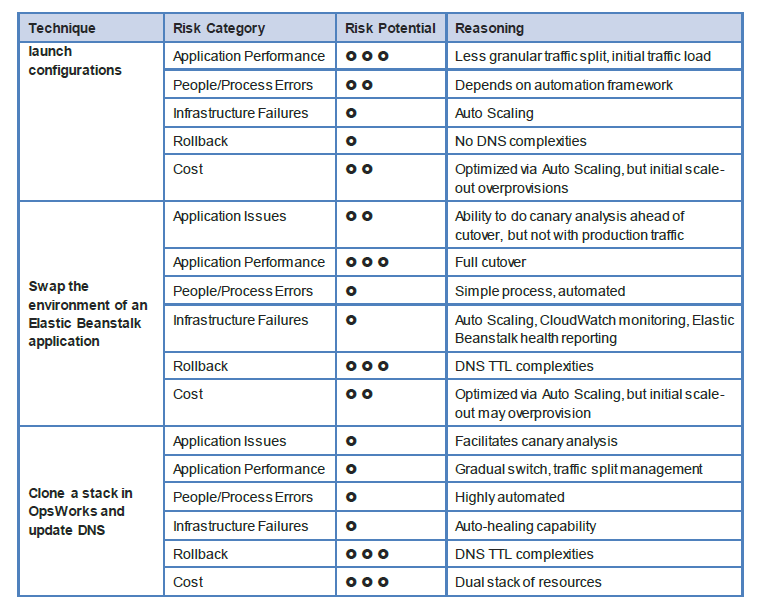 Technique Risk Category Risk Potential Reasoning
launch
configurations
Application Performance ✪ ✪ ✪ Less granular traffic split, initial traffic load
People/Process Errors ✪ ✪ Depends on automation framework
Infrastructure Failures ✪ Auto Scaling
Rollback ✪ No DNS complexities
Cost ✪ ✪ Optimized via Auto Scaling, but initial scale-
out overprovisions
Swap the
environment of an
Elastic Beanstalk
application
Application Issues ✪ ✪ Ability to do canary analysis ahead of
cutover, but not with production traffic
Application Performance ✪ ✪ ✪ Full cutover
People/Process Errors ✪ Simple process, automated
Infrastructure Failures ✪ Auto Scaling, CloudWatch monitoring, Elastic
Beanstalk health reporting
Rollback ✪ ✪ ✪ DNS TTL complexities
Cost ✪ ✪ Optimized via Auto Scaling, but initial scale-
out may overprovision
Clone a stack in
OpsWorks and
update DNS
Application Issues ✪ Facilitates canary analysis
Application Performance ✪ Gradual switch, traffic split management
People/Process Errors ✪ Highly automated
Infrastructure Failures ✪ Auto-healing capability
Rollback ✪ ✪ ✪ DNS TTL complexities
Cost ✪ ✪ ✪ Dual stack of resources